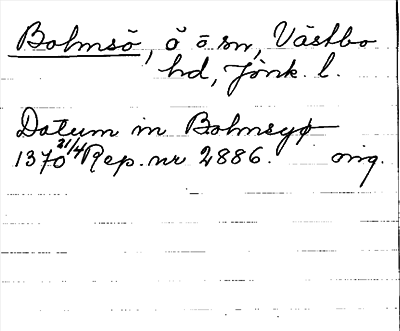 Bolmsö, ö o sn, Västbo
hd, Jönk. l.
Datum in Bolmsyø
1370 21/4 Rep. nr 2886. orig.